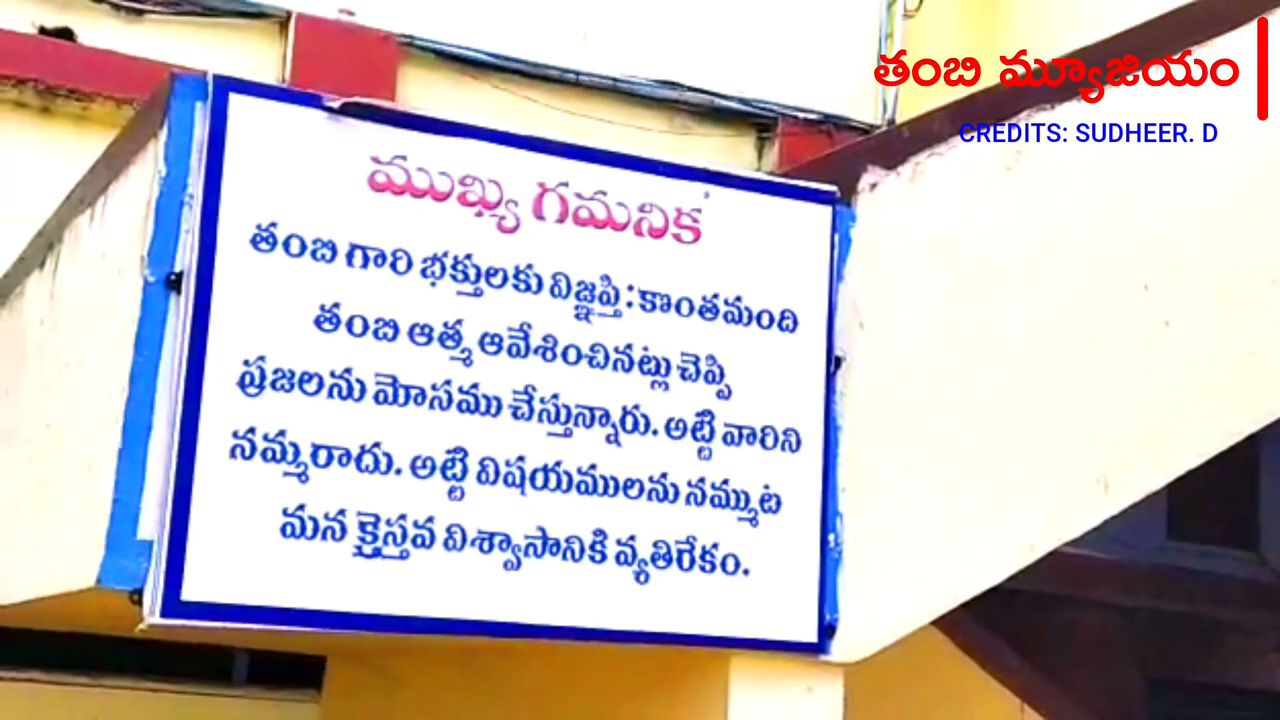 తంబి మ్యూజియం
CREDITS: SUDHEER. D
ముఖ్య గమనిక
తంబి గారి భక్తులకు విజ్ఞప్తి : కొంతమంది
తంబి ఆత్మ ఆవేశించినట్లు చెప్పి
ప్రజలను మోసము చేస్తున్నారు. అట్టి వారిని
నమ్మరాదు. అట్టి విషయములను నమ్ముట
మన క్రైస్తవ విశ్వాసానికి వ్యతిరేకం.